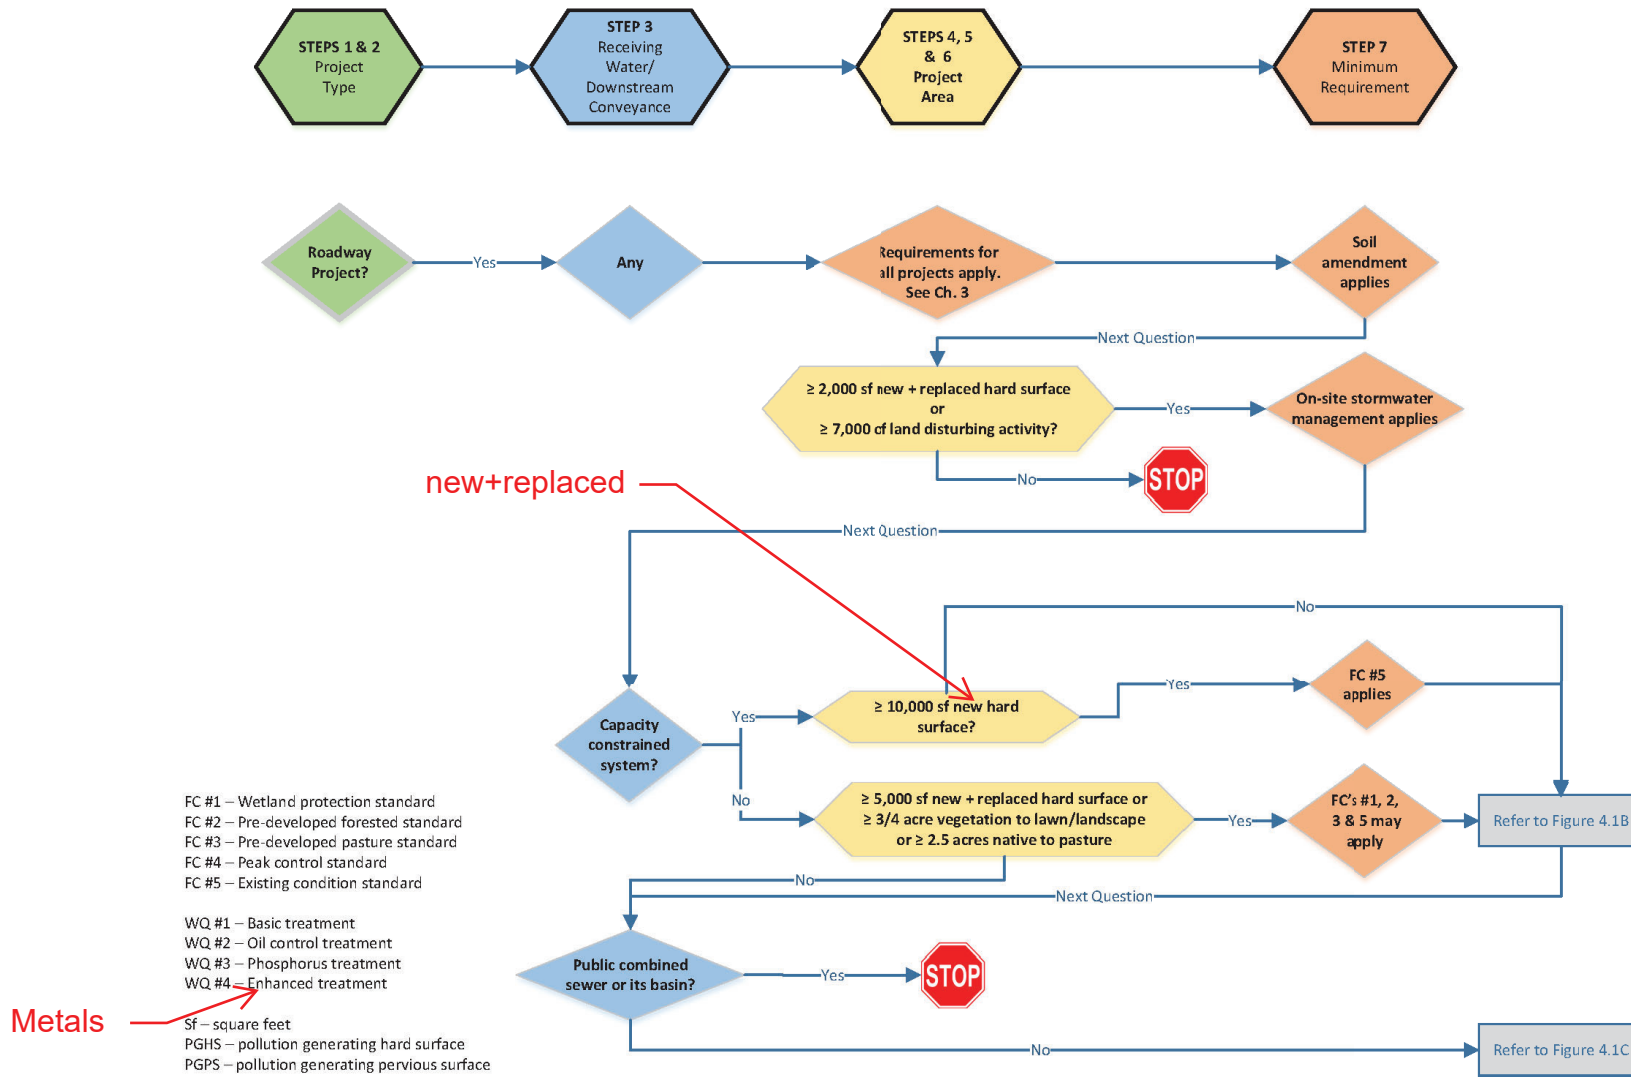 STEPS 1 & 2
Project
Type
STEP 3
Receiving
Water/
Downstream
Conveyance
STEPS 4, 5
& 6
Project
Area
STEP 7
Minimum
Requirement
Roadway
Project?
Yes
Any
Requirements for
all projects apply.
See Ch. 3
Soil
amendment
applies
Next Question
≥ 2,000 sf new + replaced hard surface
or
≥ 7,000 of land disturbing activity?
Yes
On-site stormwater
management applies
No
STOP
new+replaced
Next Question
No
Capacity
constrained
system?
Yes
≥ 10,000 sf new hard
surface?
Yes
FC #5
applies
No
≥ 5,000 sf new + replaced hard surface or
≥ 3/4 acre vegetation to lawn/landscape
or ≥ 2.5 acres native to pasture
Yes
FC's #1, 2,
3 & 5 may
apply
Refer to Figure 4.1B
No
Next Question
FC #1 – Wetland protection standard
FC #2 – Pre-developed forested standard
FC #3 – Pre-developed pasture standard
FC #4 – Peak control standard
FC #5 – Existing condition standard
WQ #1 – Basic treatment
WQ #2 – Oil control treatment
WQ #3 – Phosphorus treatment
WQ #4 – Enhanced treatment
Metals
Sf – square feet
PGHS – pollution generating hard surface
PGPS – pollution generating pervious surface
Public combined
sewer or its basin?
Yes
STOP
No
Refer to Figure 4.1C